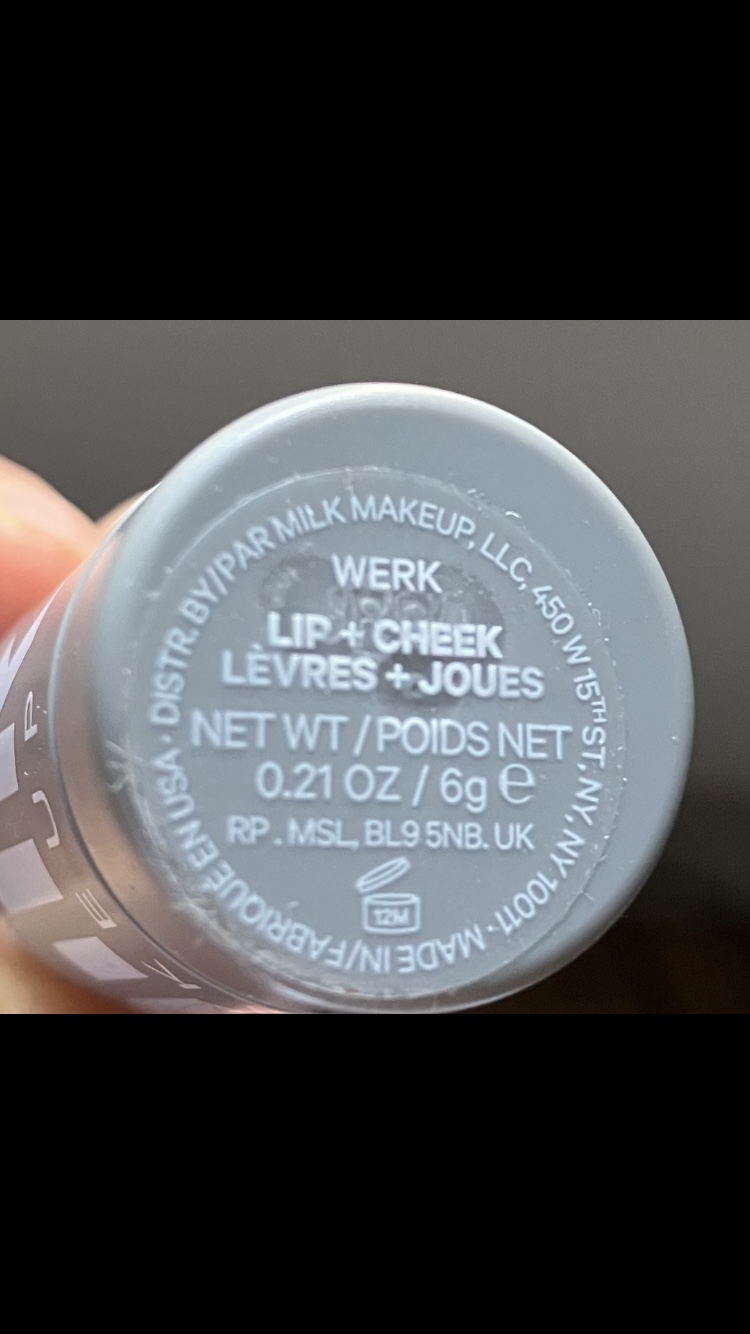 DISTR. BY/PAR MILK MAKEUP, LLC, 450 W 15TH ST, NY, NY 10011 • MADE IN/FABRIQUÉ EN USA •
WERK
LIP + CHEEK
LÈVRES + JOUES
NET WT / POIDS NET
0.21 OZ / 6g ℮
RP. MSL, BL9 5NB. UK
12M